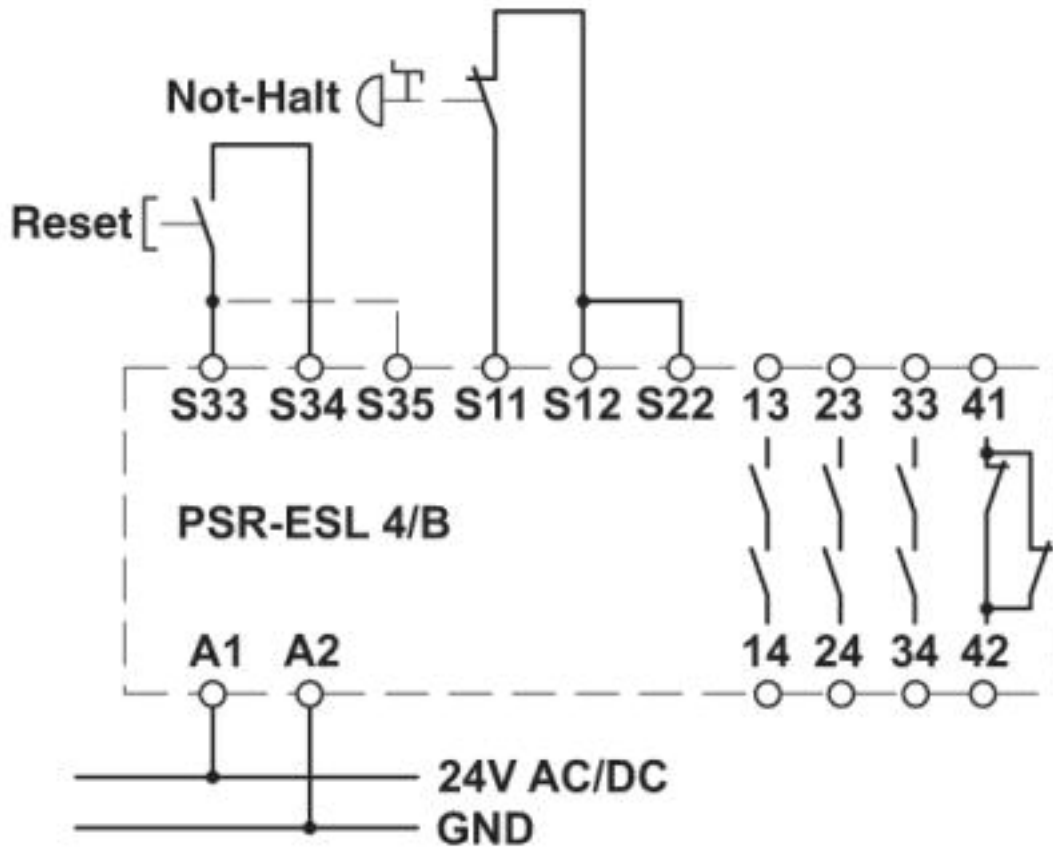 Not-Halt
Reset
S33 S34 S35 S11 S12 S22 13 23 33 41
PSR-ESL 4/B
A1 A2 14 24 34 42
24V AC/DC
GND